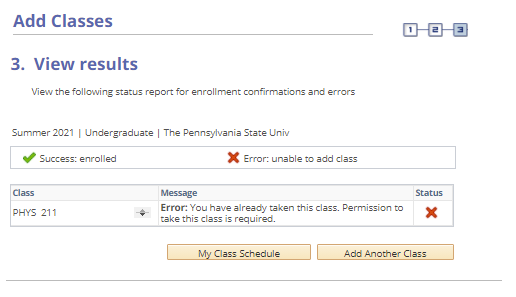 Add Classes
1 2 3
3. View results
View the following status report for enrollment confirmations and errors
Summer 2021 | Undergraduate | The Pennsylvania State Univ
Success: enrolled Error: unable to add class
Class Message Status
PHYS 211 Error: You have already taken this class. Permission to
take this class is required.
My Class Schedule Add Another Class